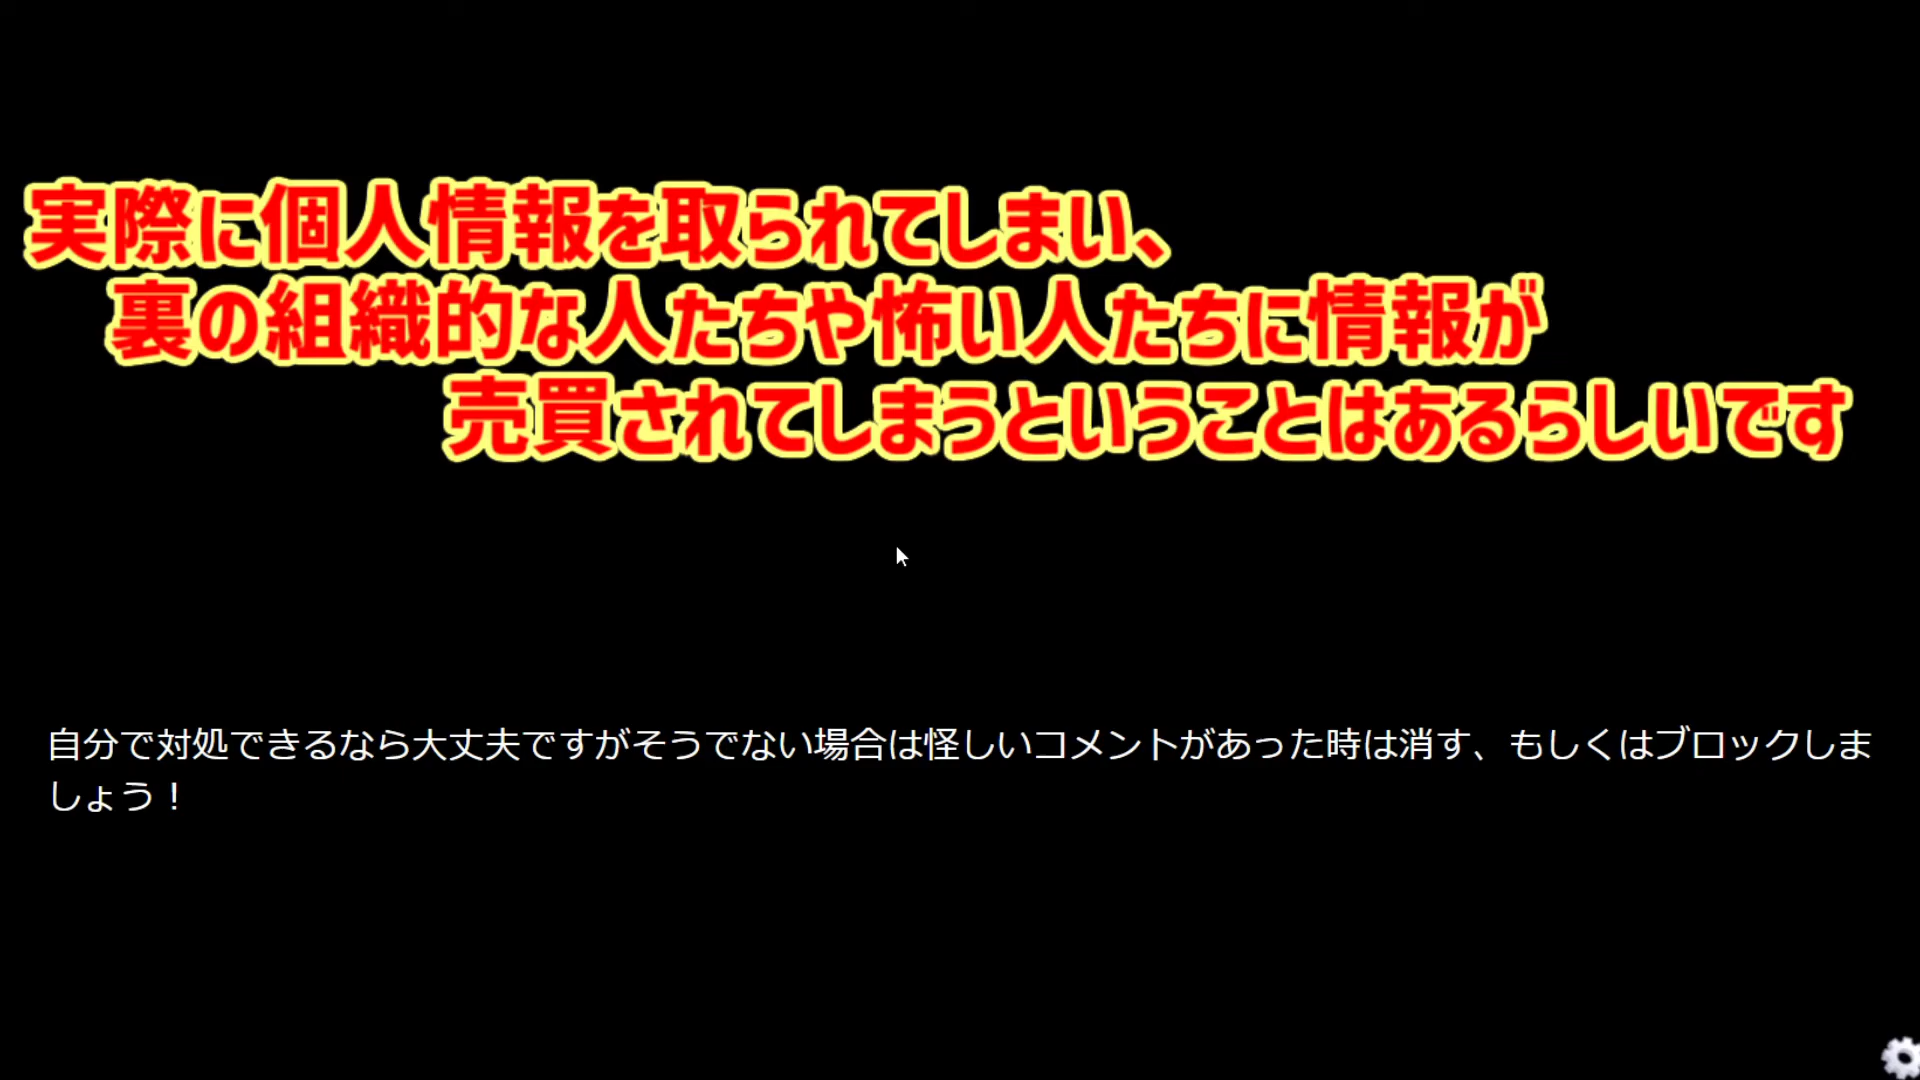 実際に個人情報を取られてしまい、
裏の組織的な人たちや怖い人たちに情報が
売買されてしまうということはあるらしいです
自分で対処できるなら大丈夫ですがそうでない場合は怪しいコメントがあった時は消す、もしくはブロックしま
しょう！